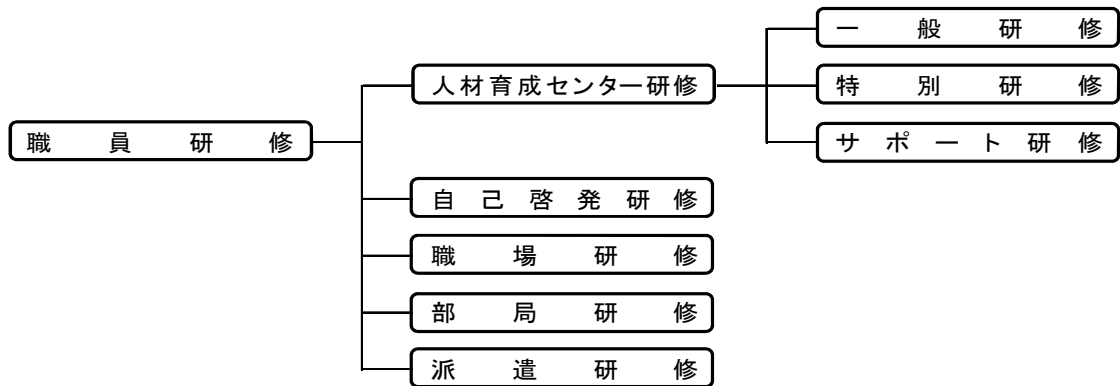 一般研修
人材育成センター研修
特別研修
職員研修
サポート研修
自己啓発研修
職場研修
部局研修
派遣研修